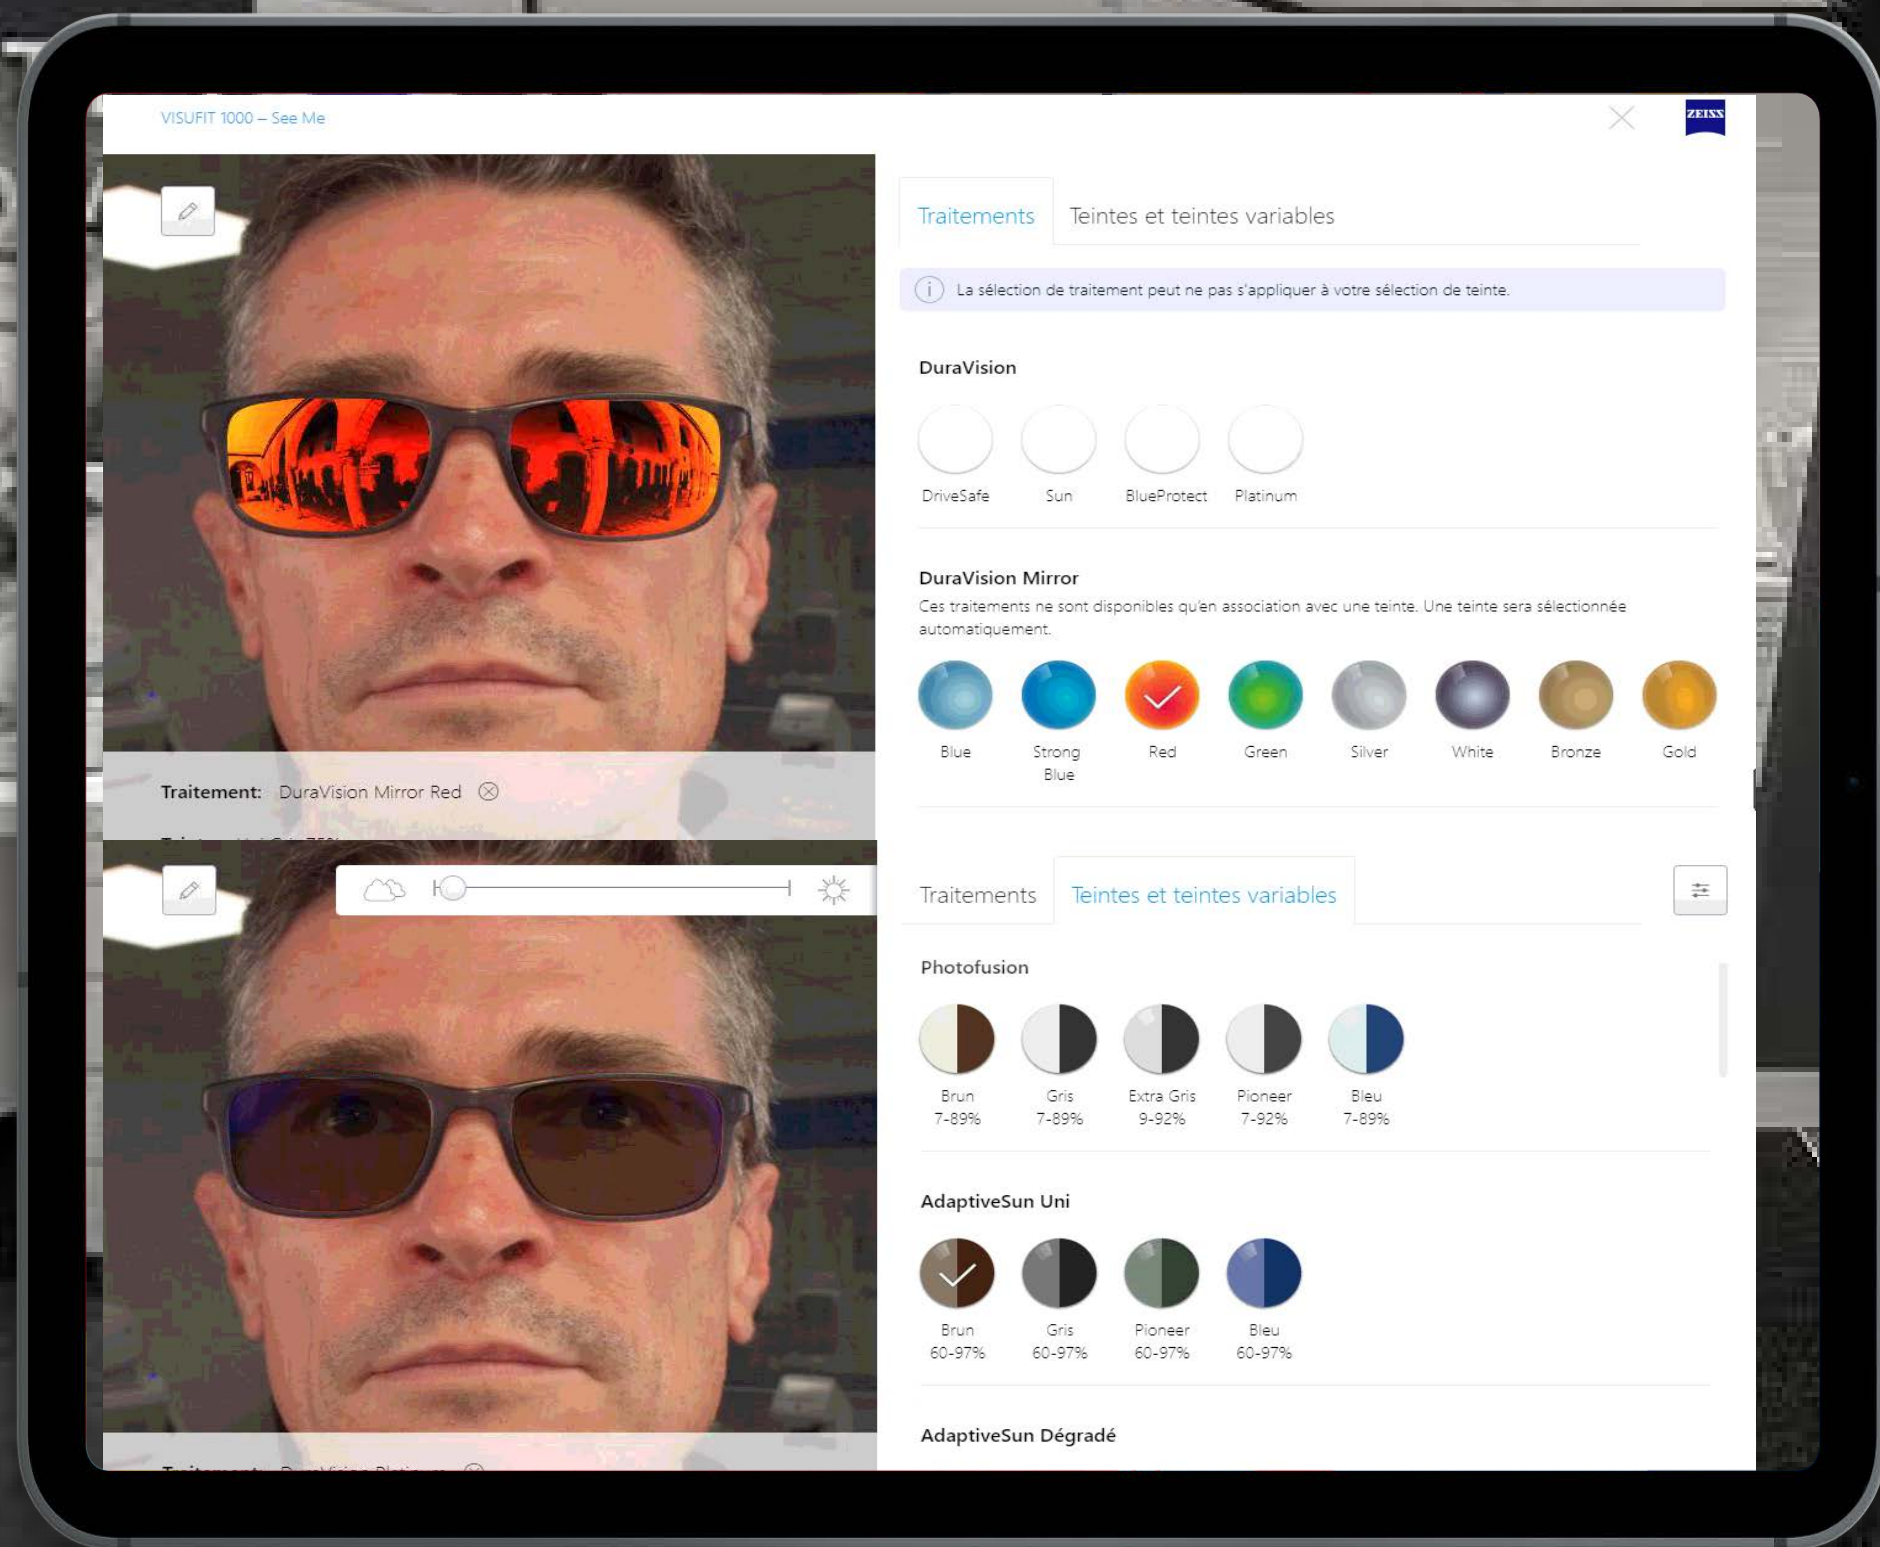 VISUFIT 1000 – See Me
ZEISS
Traitements
Teintes et teintes variables
La sélection de traitement peut ne pas s'appliquer à votre sélection de teinte.
DuraVision
DriveSafe
Sun
BlueProtect
Platinum
DuraVision Mirror
Ces traitements ne sont disponibles qu'en association avec une teinte. Une teinte sera sélectionnée
automatiquement.
Blue
Strong
Blue
Red
Green
Silver
White
Bronze
Gold
Traitement: DuraVision Mirror Red
Traitements
Teintes et teintes variables
Photofusion
Brun
7-89%
Gris
7-89%
Extra Gris
9-92%
Pioneer
7-92%
Bleu
7-89%
AdaptiveSun Uni
Brun
60-97%
Gris
60-97%
Pioneer
60-97%
Bleu
60-97%
AdaptiveSun Dégradé
Traitement: DuraVision Platinum